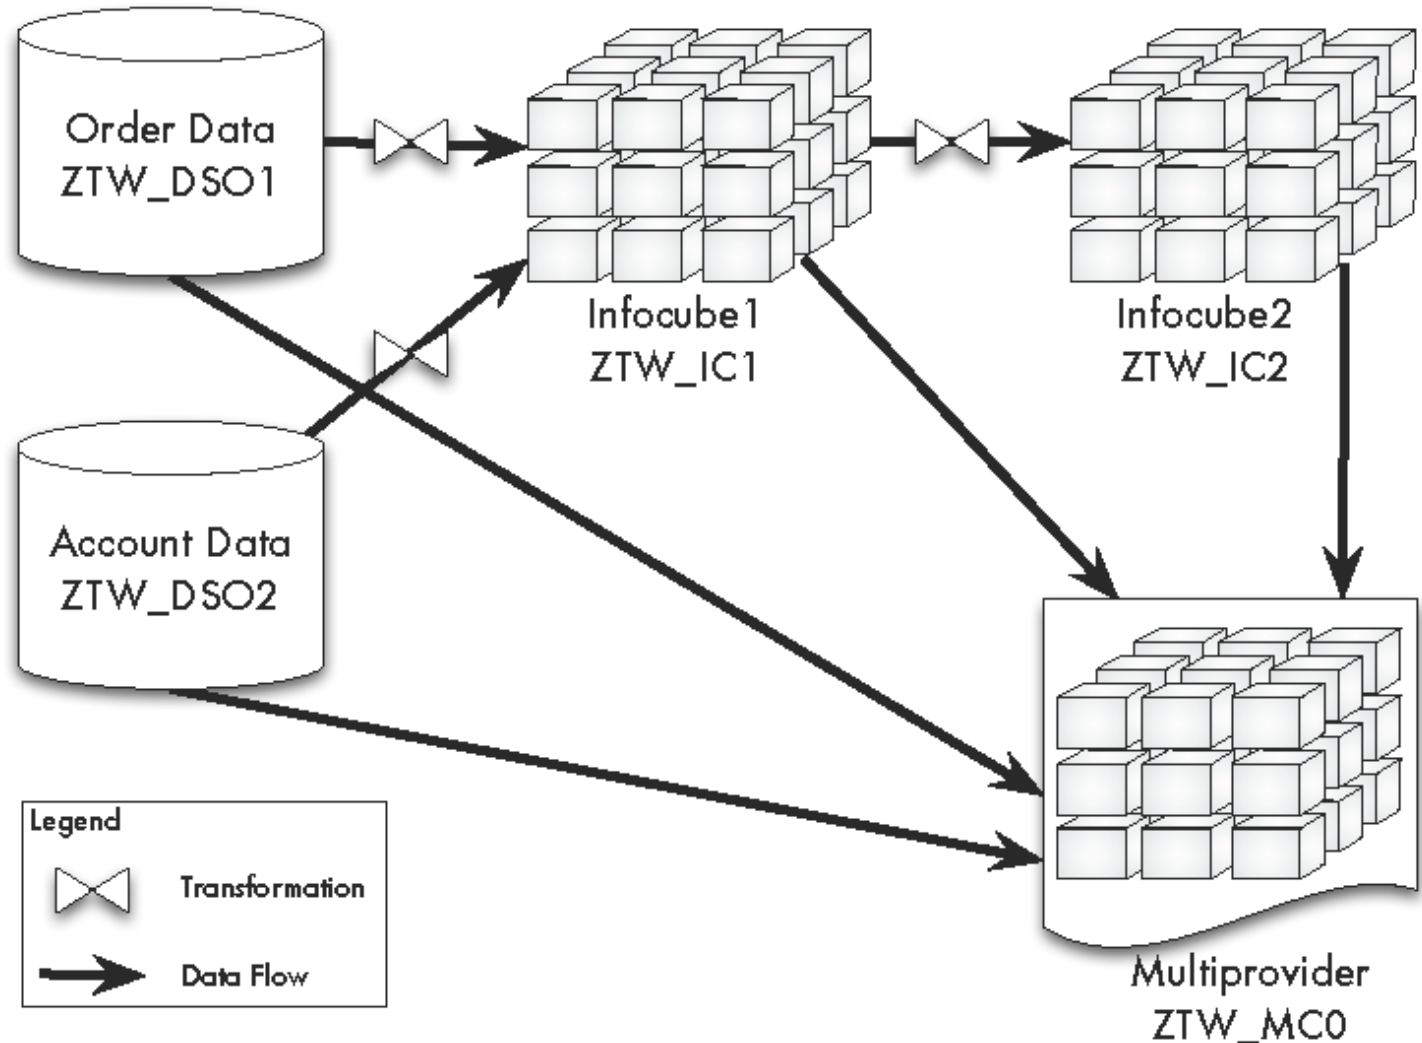 Order Data
ZTW_DSO1
Infocube1
ZTW_IC1
Infocube2
ZTW_IC2
Account Data
ZTW_DSO2
Legend
Transformation
Data Flow
Multiprovider
ZTW_MC0